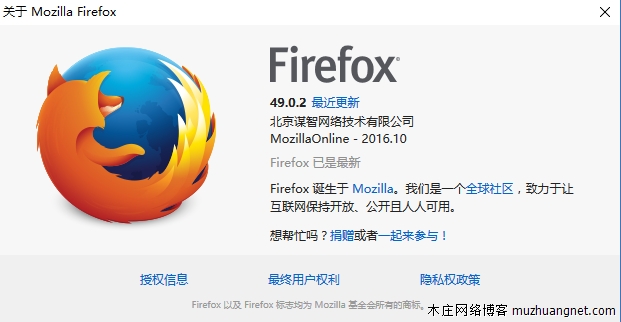 关于 Mozilla Firefox
Firefox®
49.0.2 最近更新
北京谋智网络技术有限公司
MozillaOnline - 2016.10
Firefox 已是最新
Firefox 诞生于 Mozilla。我们是一个全球社区，致力于让
互联网保持开放、公开且人人可用。
想帮忙吗？捐赠或者一起来参与！
授权信息 最终用户权利 隐私权政策
Firefox 以及 Firefox 标志均为 Mozilla 基金会所有的商标。
木庄网络博客 muzhuangnet.com